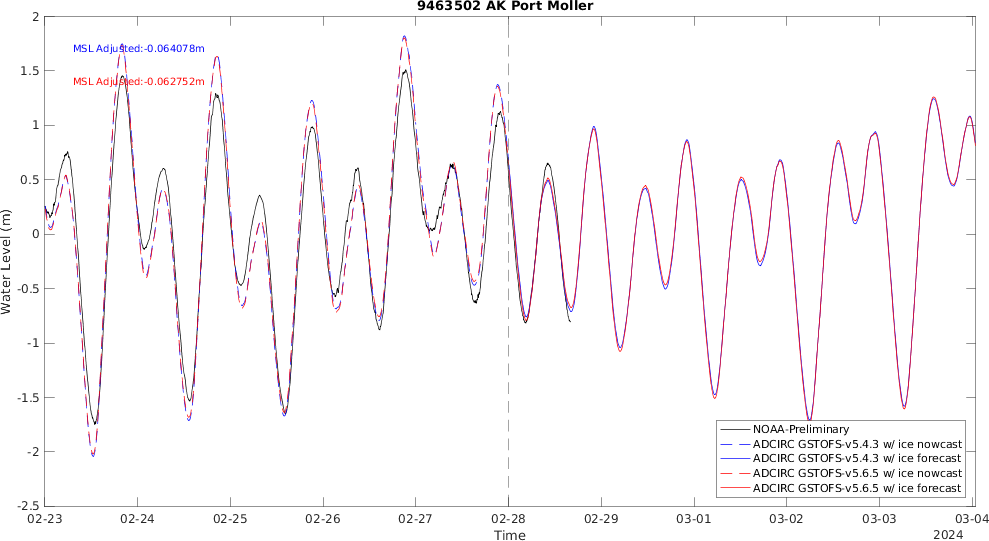 9463502 AK Port Moller
MSL Adjusted:-0.064078m
MSL Adjusted:-0.062752m
Water Level (m)
2
1.5
1
0.5
0
-0.5
-1
-1.5
-2
-2.5
02-23
02-24
02-25
02-26
02-27
02-28
02-29
03-01
03-02
03-03
03-04
Time
2024
NOAA-Preliminary
ADCIRC GSTOFS-v5.4.3 w/ ice nowcast
ADCIRC GSTOFS-v5.4.3 w/ ice forecast
ADCIRC GSTOFS-v5.6.5 w/ ice nowcast
ADCIRC GSTOFS-v5.6.5 w/ ice forecast